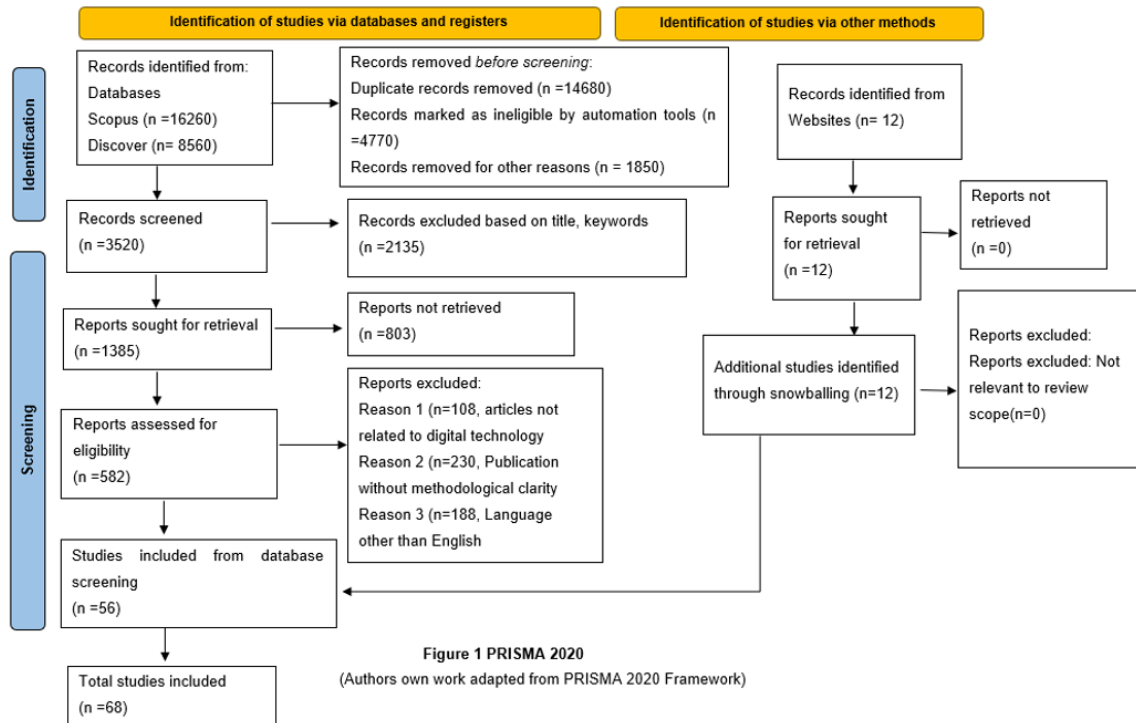 Identification of studies via databases and registers
Identification of studies via other methods
Identification
Records identified from:
Databases
Scopus (n =16260)
Discover (n= 8560)
Records removed before screening:
Duplicate records removed (n =14680)
Records marked as ineligible by automation tools (n
=4770)
Records removed for other reasons (n = 1850)
Records identified from
Websites (n= 12)
Records screened
(n =3520)
Records excluded based on title, keywords
(n =2135)
Reports sought
for retrieval
(n =12)
Reports not
retrieved
(n =0)
Screening
Reports sought for retrieval
(n =1385)
Reports not retrieved
(n =803)
Additional studies identified
through snowballing (n=12)
Reports excluded:
Reports excluded: Not
relevant to review
scope(n=0)
Reports assessed for
eligibility
(n =582)
Reports excluded:
Reason 1 (n=108, articles not
related to digital technology
Reason 2 (n=230, Publication
without methodological clarity
Reason 3 (n=188, Language
other than English
Studies included from database
screening
(n =56)
Total studies included
(n =68)
Figure 1 PRISMA 2020
(Authors own work adapted from PRISMA 2020 Framework)